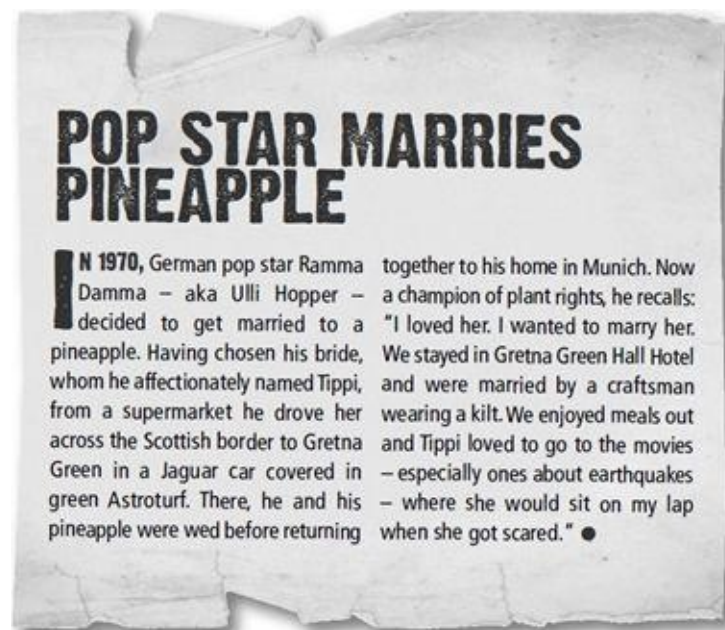 POP STAR MARRIES
PINEAPPLE
IN 1970, German pop star Ramma
Damma – aka Ulli Hopper –
decided to get married to a
pineapple. Having chosen his bride,
whom he affectionately named Tippi,
from a supermarket he drove her
across the Scottish border to Gretna
Green in a Jaguar car covered in
green Astroturf. There, he and his
pineapple were wed before returning
together to his home in Munich. Now
a champion of plant rights, he recalls:
"I loved her. I wanted to marry her.
We stayed in Gretna Green Hall Hotel
and were married by a craftsman
wearing a kilt. We enjoyed meals out
and Tippi loved to go to the movies
– especially ones about earthquakes
– where she would sit on my lap
when she got scared." ●